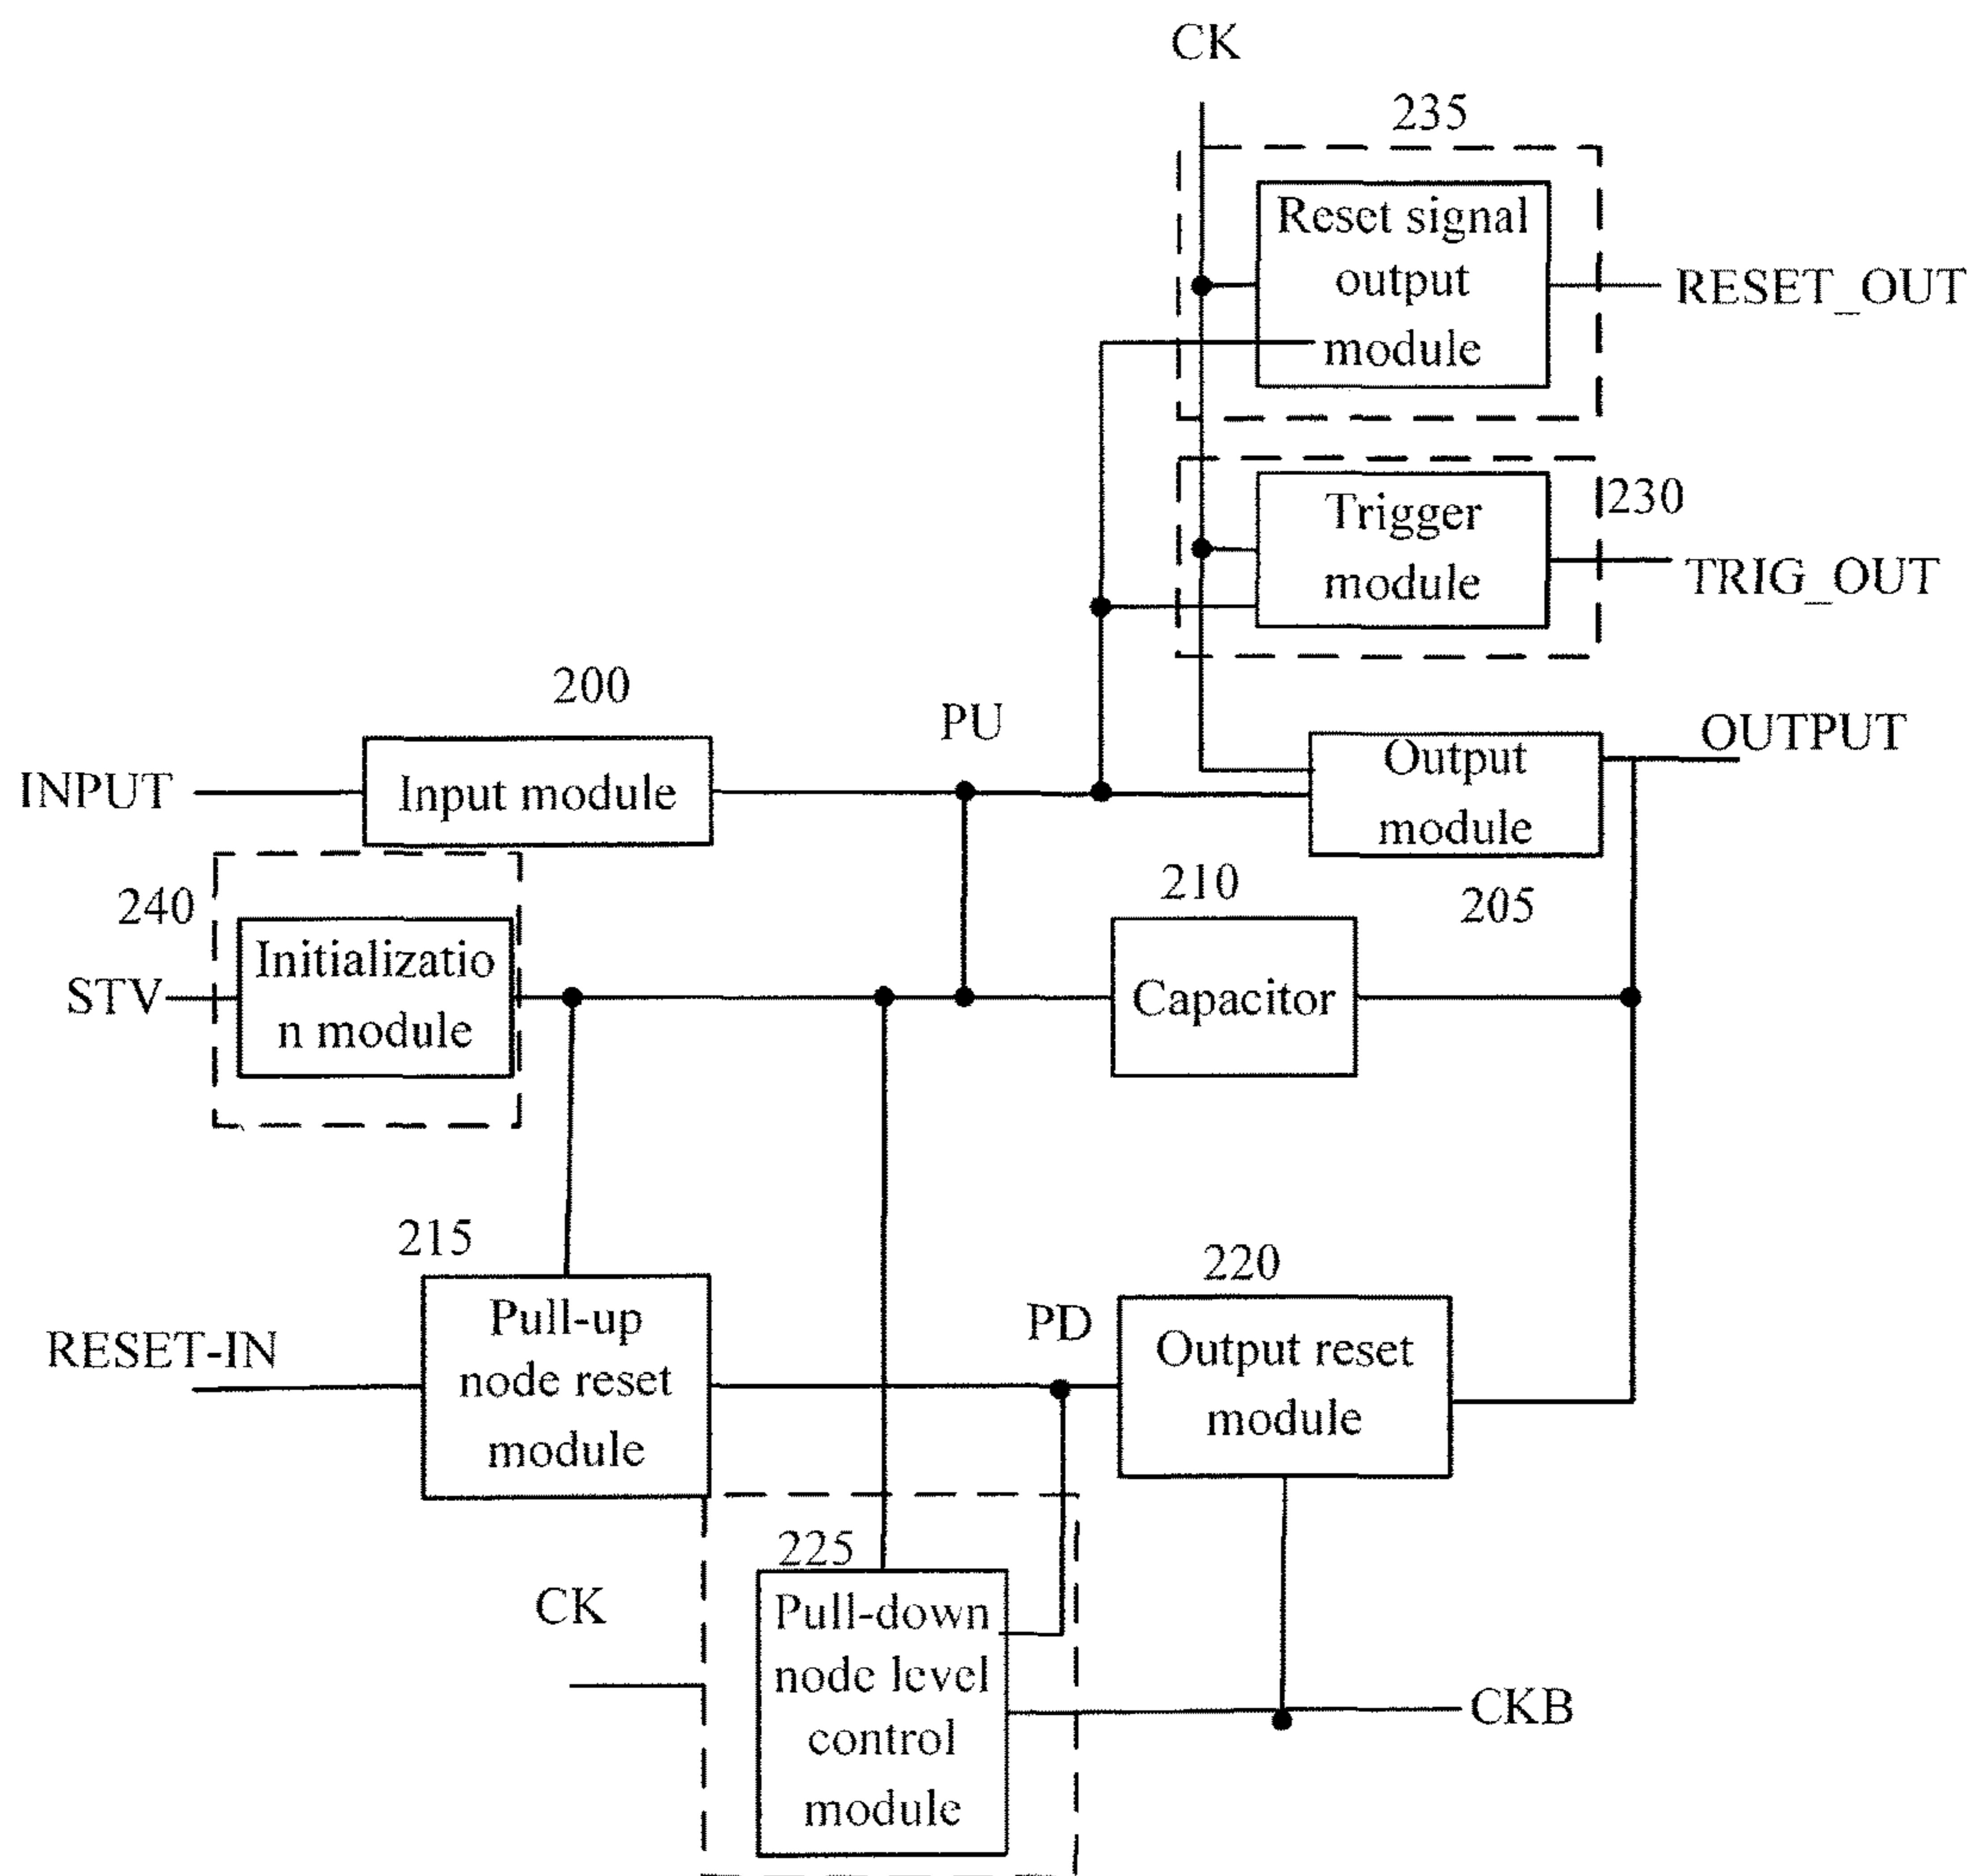 CK
235
Reset signal
output
module
RESET_OUT
Trigger
module
230
TRIG_OUT
200
PU
INPUT
Input module
Output
module
OUTPUT
205
240
STV
Initializatio
n module
210
Capacitor
215
RESET-IN
Pull-up
node reset
module
PD
220
Output reset
module
225
CK
Pull-down
node level
control
module
CKB